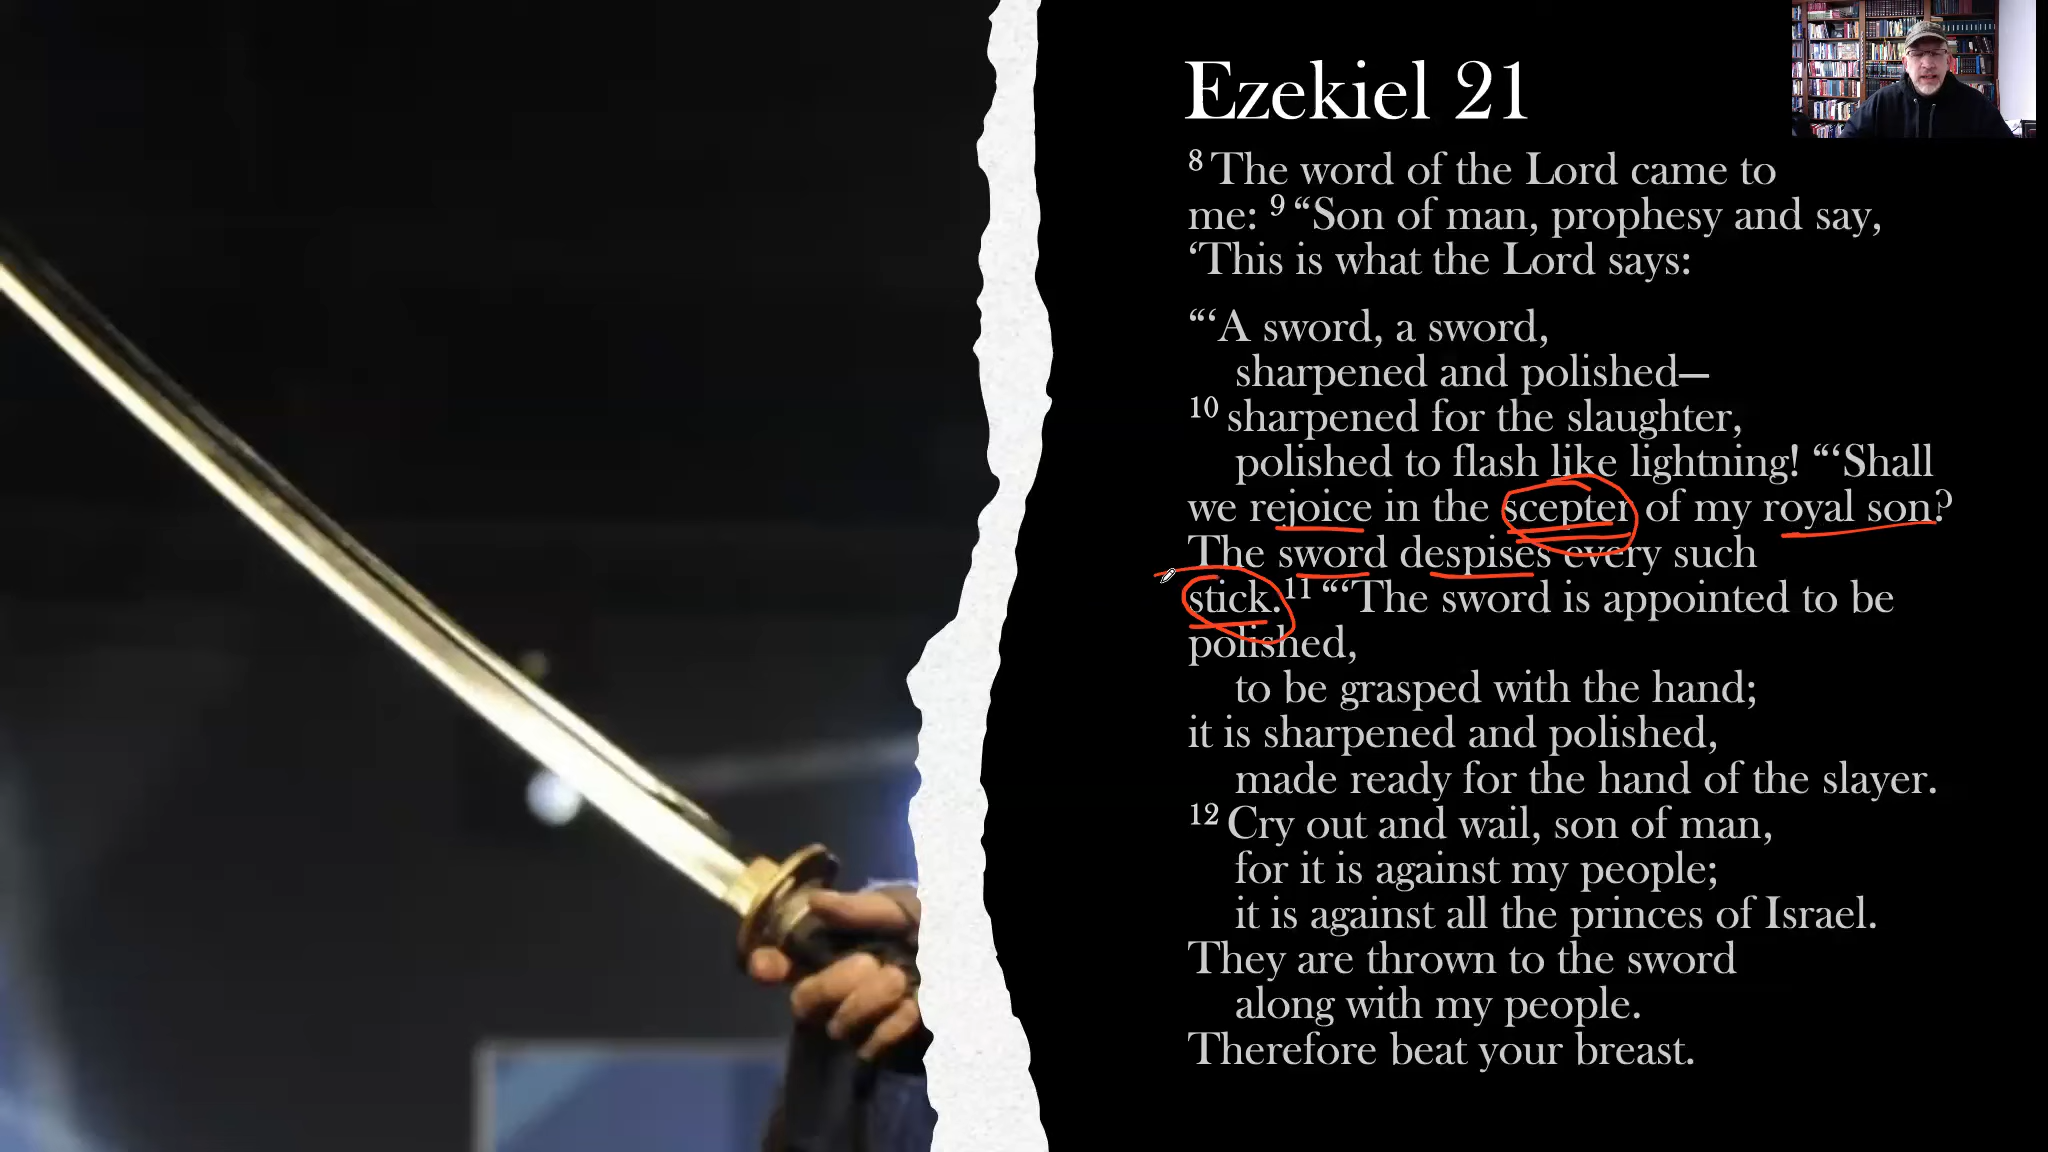 Ezekiel 21
8 The word of the Lord came to
me: 9 “Son of man, prophesy and say,
‘This is what the Lord says:
“‘A sword, a sword,
sharpened and polished—
10 sharpened for the slaughter,
polished to flash like lightning! “‘Shall
we rejoice in the scepter of my royal son?
The sword despises every such
stick.11 “‘The sword is appointed to be
polished,
to be grasped with the hand;
it is sharpened and polished,
made ready for the hand of the slayer.
12 Cry out and wail, son of man,
for it is against my people;
it is against all the princes of Israel.
They are thrown to the sword
along with my people.
Therefore beat your breast.